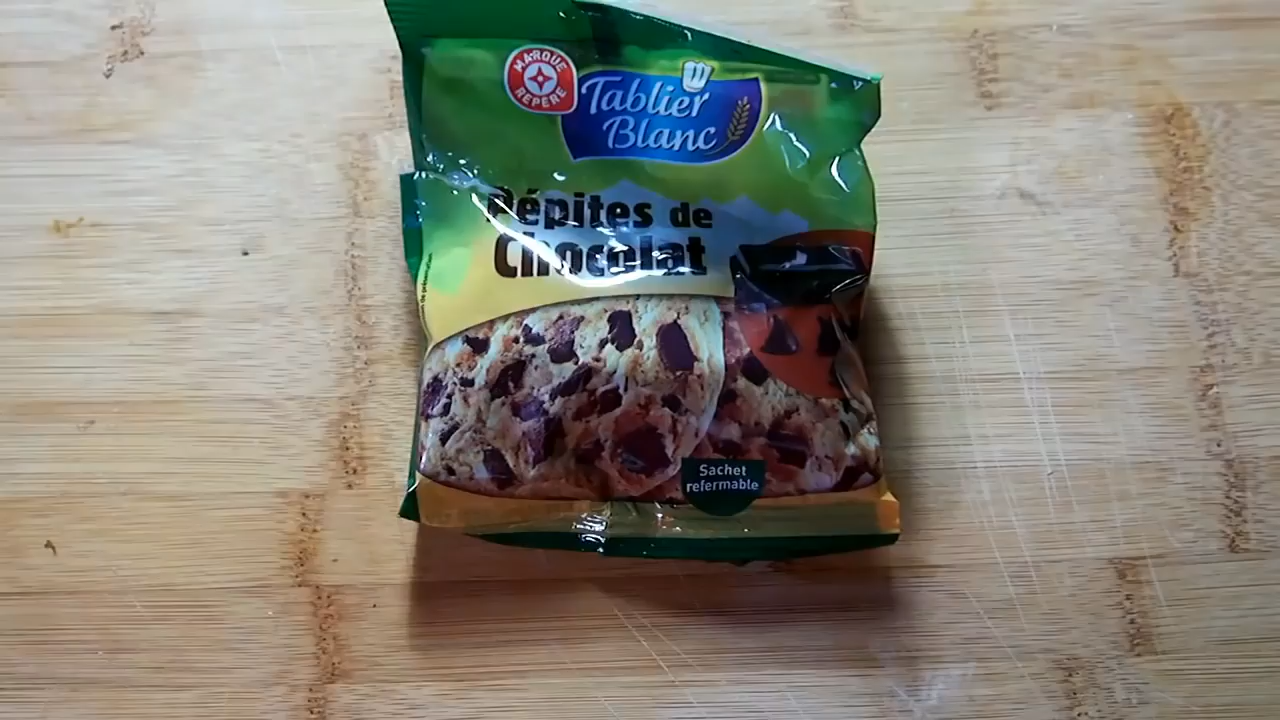 MARQUE
REPÈRE
Tablier
Blanc
Pépites de
Chocolat
Sachet
refermable